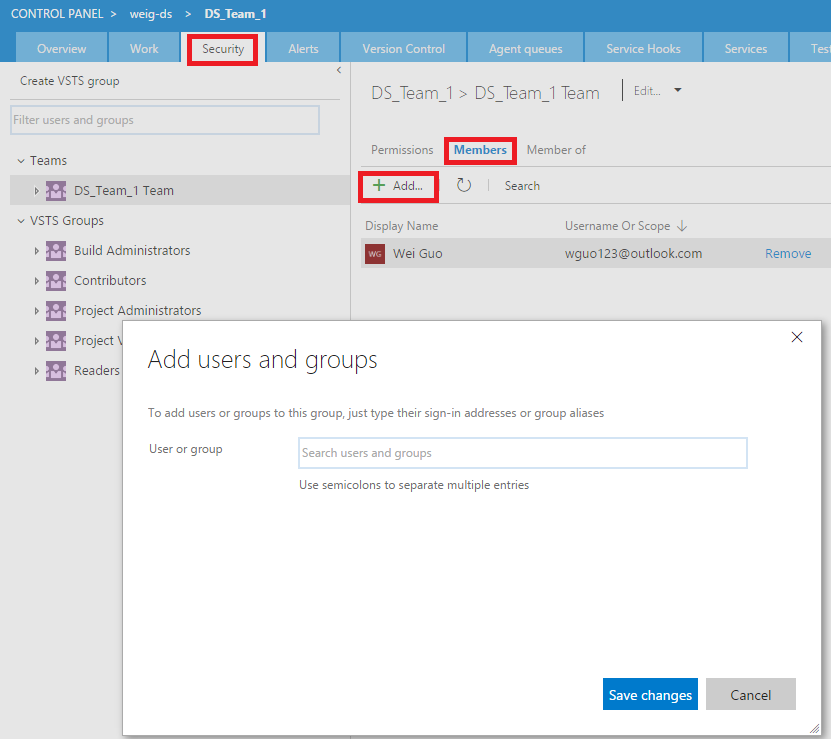 CONTROL PANEL > weig-ds > DS_Team_1
Overview Work Security Alerts Version Control Agent queues Service Hooks Services Test
Create VSTS group
Filter users and groups
Teams
DS_Team_1 Team
VSTS Groups
Build Administrators
Contributors
Project Administrators
Project V
Readers
DS_Team_1 > DS_Team_1 Team Edit...
Permissions Members Member of
+ Add... Search
Display Name Username Or Scope
WG Wei Guo wguo123@outlook.com Remove
Add users and groups
To add users or groups to this group, just type their sign-in addresses or group aliases
User or group Search users and groups
Use semicolons to separate multiple entries
Save changes Cancel